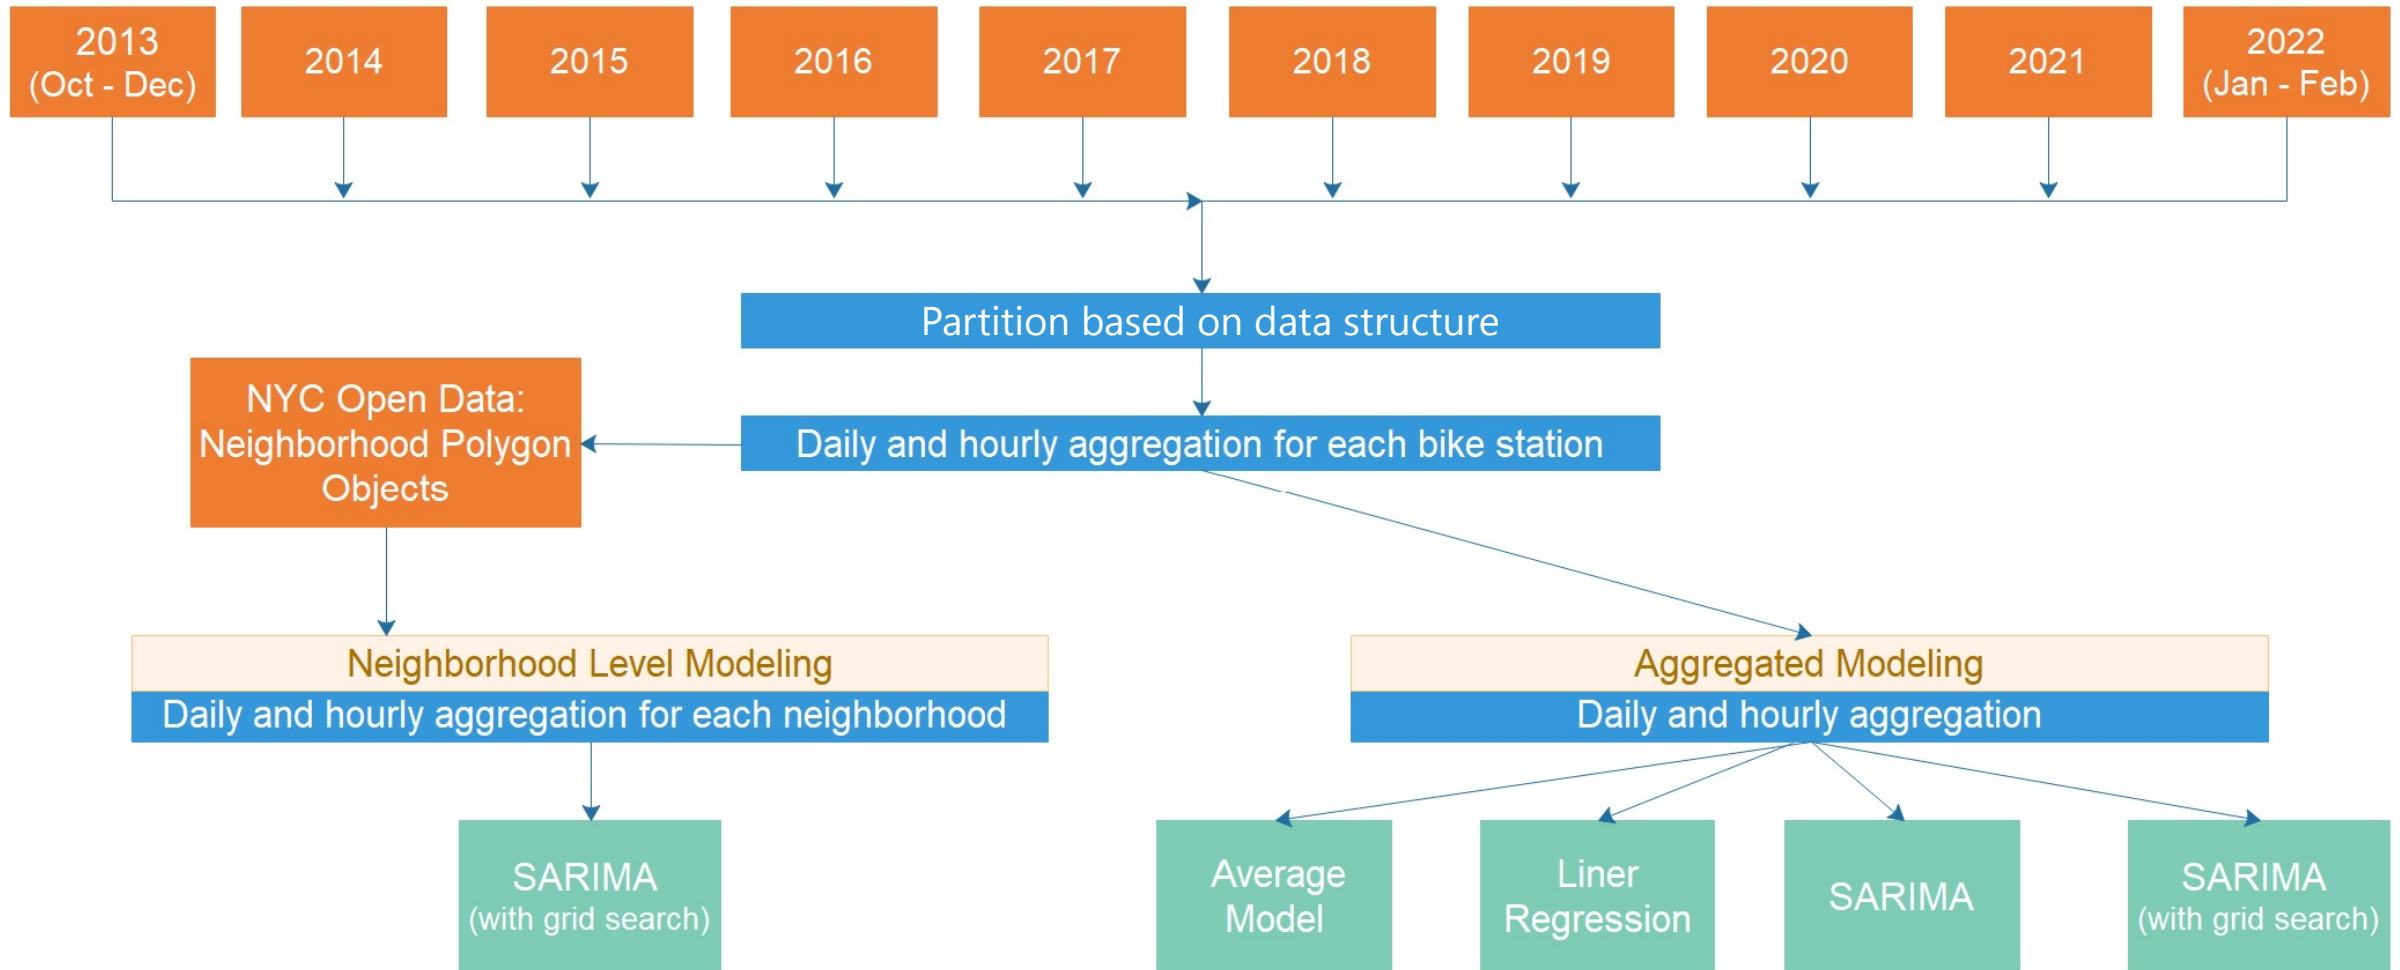 2013
(Oct - Dec)
2014
2015
2016
2017
2018
2019
2020
2021
2022
(Jan - Feb)
Partition based on data structure
NYC Open Data:
Neighborhood Polygon
Objects
Daily and hourly aggregation for each bike station
Neighborhood Level Modeling
Daily and hourly aggregation for each neighborhood
Aggregated Modeling
Daily and hourly aggregation
SARIMA
(with grid search)
Average
Model
Liner
Regression
SARIMA
SARIMA
(with grid search)